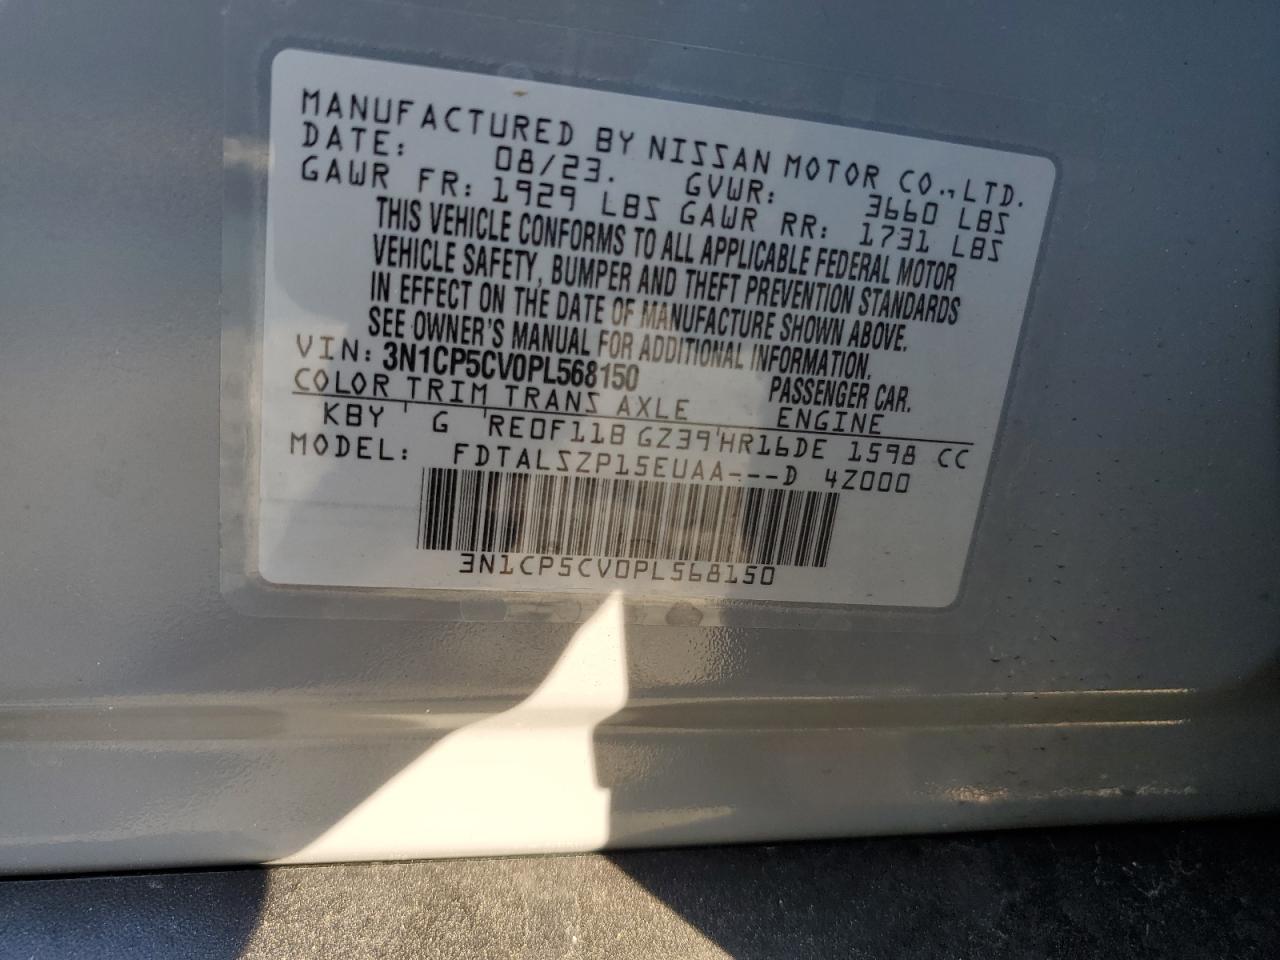 MANUFACTURED BY NISSAN MOTOR CO.,LTD.
DATE: 08/23. GVWR: 3660 LBS
GAWR FR: 1929 LBS GAWR RR: 1731 LBS
THIS VEHICLE CONFORMS TO ALL APPLICABLE FEDERAL MOTOR
VEHICLE SAFETY, BUMPER AND THEFT PREVENTION STANDARDS
IN EFFECT ON THE DATE OF MANUFACTURE SHOWN ABOVE.
SEE OWNER'S MANUAL FOR ADDITIONAL INFORMATION.
VIN: 3N1CP5CV0PL568150 PASSENGER CAR.
COLOR TRIM TRANS AXLE ENGINE
KBY ' G 'RE0F11B GZ39'HR16DE 1598 CC
MODEL: FDTALSZP15EUAA---D 4Z000
3N1CP5CV0PL568150